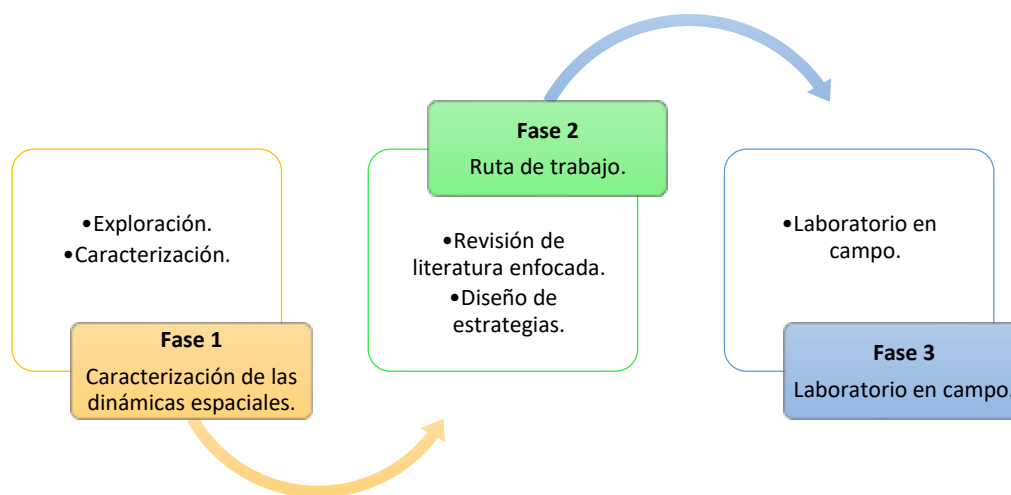 •Exploración.
•Caracterización.
Fase 1
Caracterización de las
dinámicas espaciales.
Fase 2
Ruta de trabajo.
•Revisión de
literatura enfocada.
•Diseño de
estrategias.
•Laboratorio en
campo.
Fase 3
Laboratorio en campo.